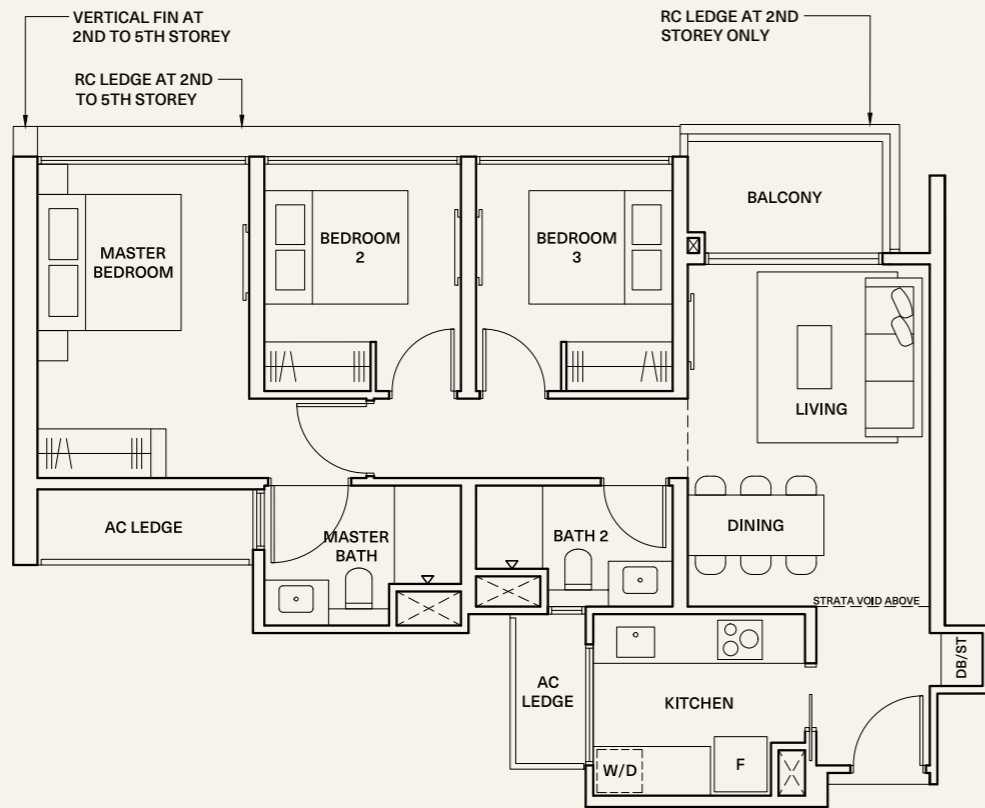 VERTICAL FIN AT
2ND TO 5TH STOREY
RC LEDGE AT 2ND
STOREY ONLY
RC LEDGE AT 2ND
TO 5TH STOREY
BALCONY
MASTER
BEDROOM
BEDROOM
2
BEDROOM
3
LIVING
AC LEDGE
MASTER
BATH
BATH 2
DINING
STRATA VOID ABOVE
DB/ST
AC
LEDGE
KITCHEN
W/D
F